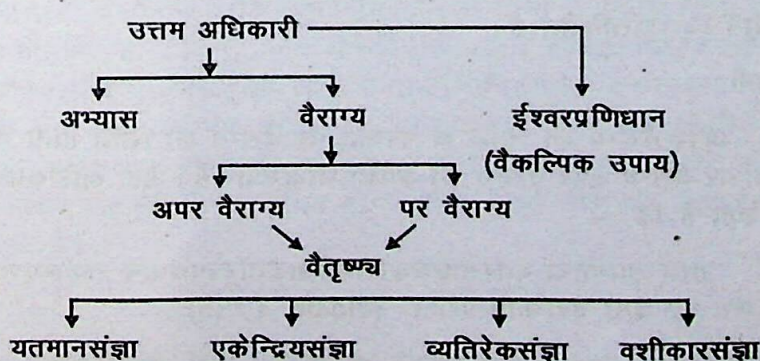 उत्तम अधिकारी
अभ्यास वैराग्य ईश्वरप्रणिधान
(वैकल्पिक उपाय)
अपर वैराग्य पर वैराग्य
वैतृष्ण्य
यतमानसंज्ञा एकेन्द्रियसंज्ञा व्यतिरेकसंज्ञा वशीकारसंज्ञा